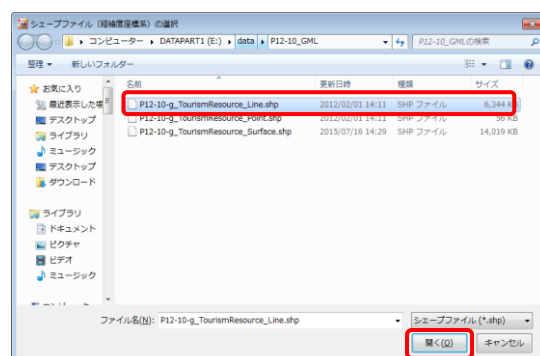 シェープファイル（経緯度座標系）の選択
コンピューター ▸ DATAPART1 (E:) ▸ data ▸ P12-10_GML
P12-10_GMLの検索
整理 ▼ 新しいフォルダー
名前 更新日時 種類 サイズ
お気に入り
最近表示した場
デスクトップ
ライブラリ
ミュージック
デスクトップ
ダウンロード
ライブラリ
ドキュメント
ピクチャ
ビデオ
ミュージック
P12-10-g_TourismResource_Line.shp 2012/02/01 14:11 SHP ファイル 6,344 KB
P12-10-g_TourismResource_Point.shp 2012/02/01 14:11 SHP ファイル 56 KB
P12-10-g_TourismResource_Surface.shp 2015/07/16 14:29 SHP ファイル 14,019 KB
ファイル名(N): P12-10-g_TourismResource_Line.shp
シェープファイル (*.shp)
開く(O) キャンセル